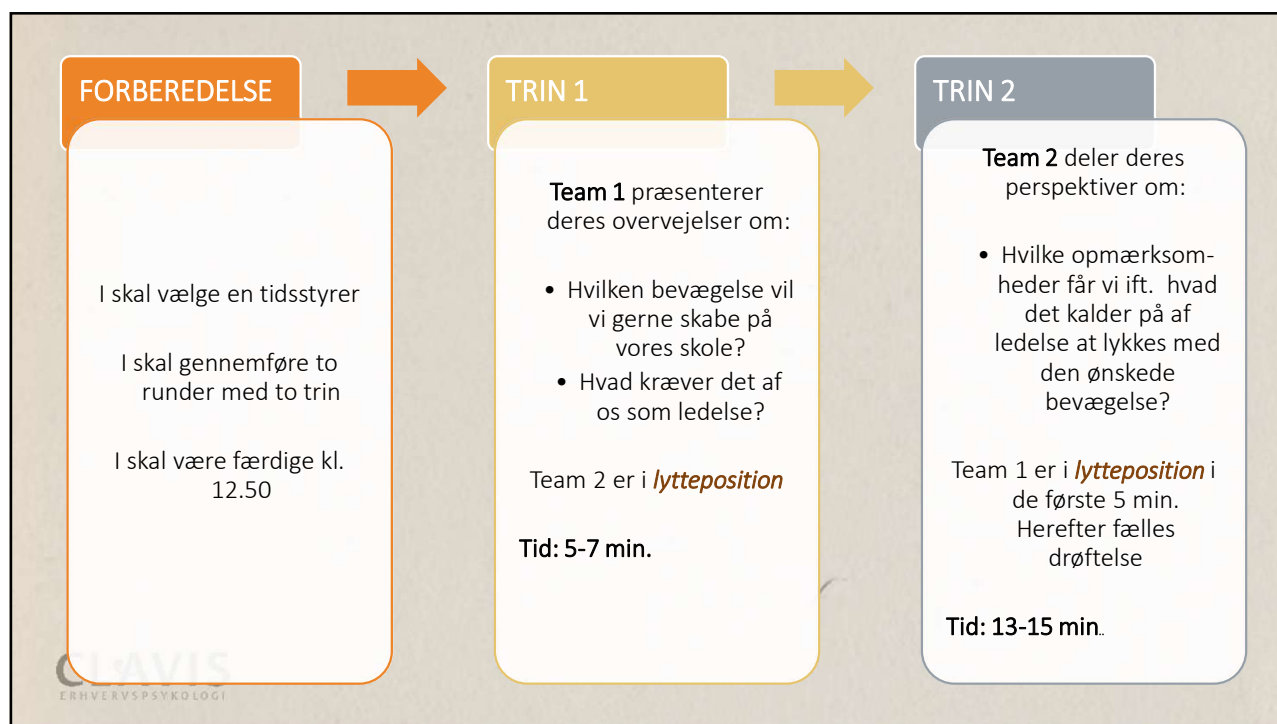 FORBEREDELSE
I skal vælge en tidsstyrer
I skal gennemføre to
runder med to trin
I skal være færdige kl.
12.50
TRIN 1
Team 1 præsenterer
deres overvejelser om:
• Hvilken bevægelse vil
vi gerne skabe på
vores skole?
• Hvad kræver det af
os som ledelse?
Team 2 er i lytteposition
Tid: 5-7 min.
TRIN 2
Team 2 deler deres
perspektiver om:
• Hvilke opmærksom-
heder får vi ift. hvad
det kalder på af
ledelse at lykkes med
den ønskede
bevægelse?
Team 1 er i lytteposition i
de første 5 min.
Herefter fælles
drøftelse
Tid: 13-15 min..
CLAVIS
ERHVERVSPSYKOLOGI